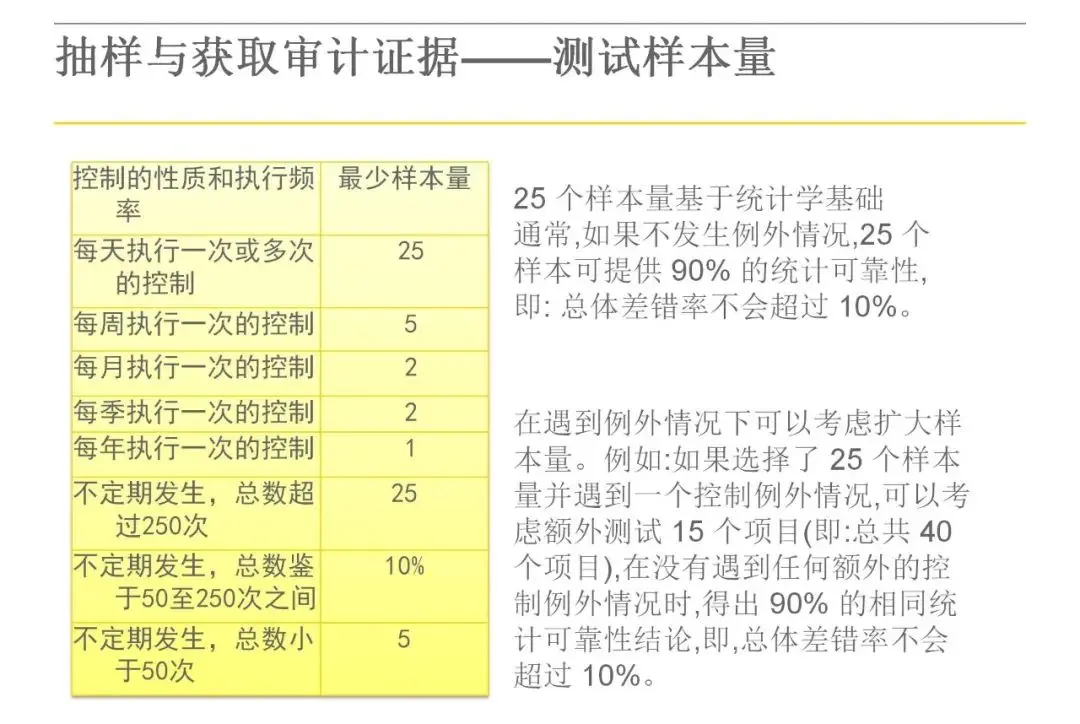 抽样与获取审计证据——测试样本量
控制的性质和执行频
率
最少样本量
每天执行一次或多次
的控制
25
每周执行一次的控制
5
每月执行一次的控制
2
每季执行一次的控制
2
每年执行一次的控制
1
不定期发生，总数超
过250次
25
不定期发生，总数鉴
于50至250次之间
10%
不定期发生，总数小
于50次
5
25 个样本量基于统计学基础
通常,如果不发生例外情况,25 个
样本可提供 90% 的统计可靠性,
即: 总体差错率不会超过 10%。
在遇到例外情况下可以考虑扩大样
本量。例如:如果选择了 25 个样本
量并遇到一个控制例外情况,可以考
虑额外测试 15 个项目(即:总共 40
个项目),在没有遇到任何额外的控
制例外情况时,得出 90% 的相同统
计可靠性结论,即,总体差错率不会
超过 10%。